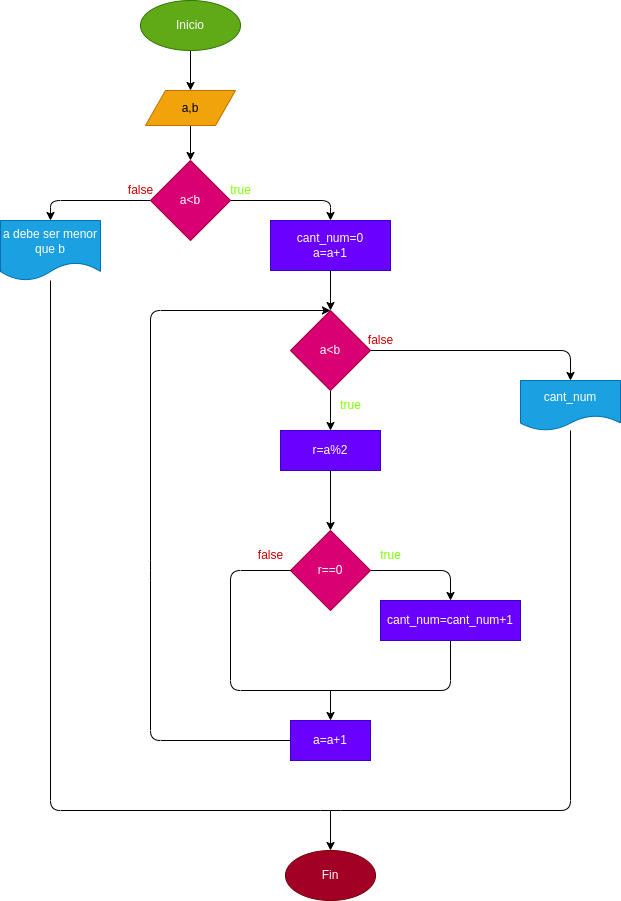 Inicio
a,b
a<b
false
true
a debe ser menor
que b
cant_num=0
a=a+1
a<b
false
true
cant_num
r=a%2
r==0
false
true
cant_num=cant_num+1
a=a+1
Fin